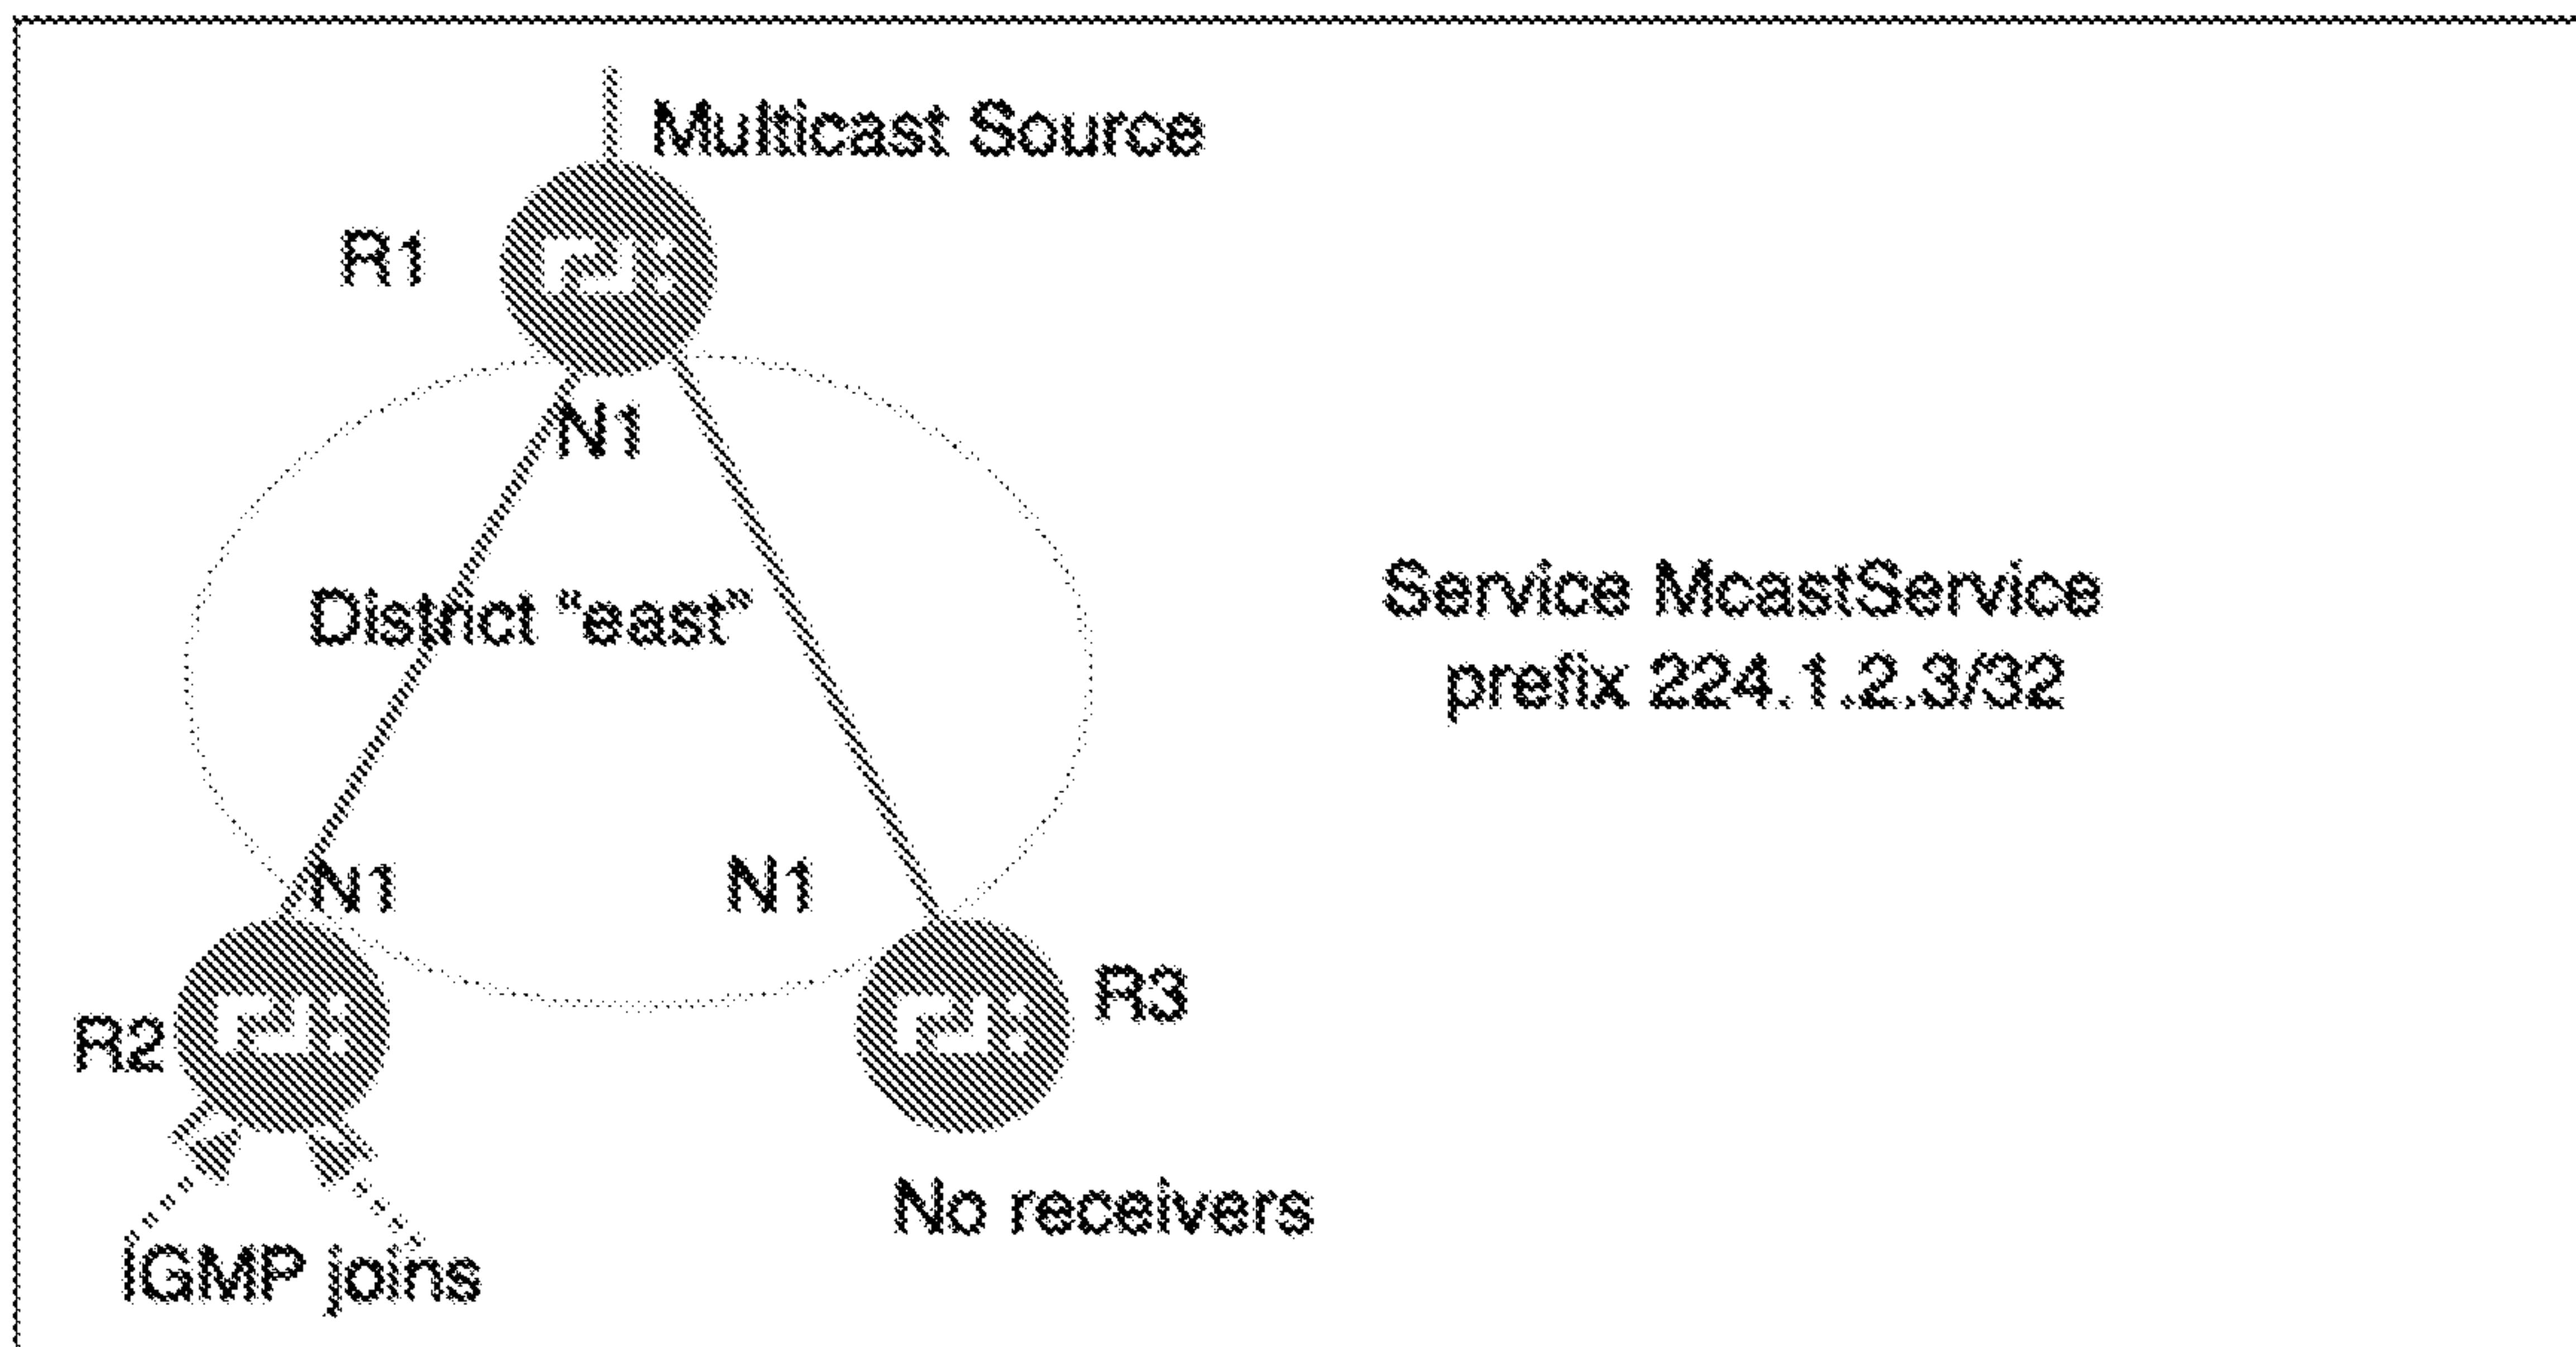 Multicast Source
R1
N1
District “east”
Service McastService
prefix 224.1.2.3/32
N1
N1
R2
R3
No receivers
IGMP joins